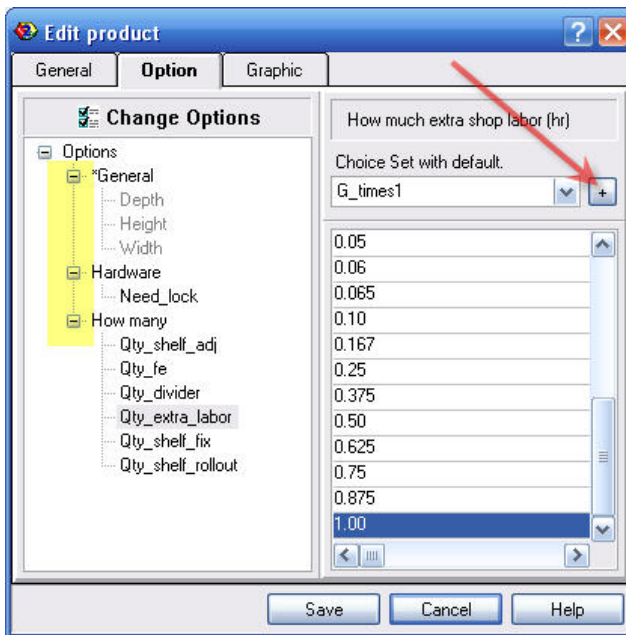 Edit product
General Option Graphic
Change Options
Options
*General
Depth
Height
Width
Hardware
Need_lock
How many
Qty_shelf_adj
Qty_fe
Qty_divider
Qty_extra_labor
Qty_shelf_fix
Qty_shelf_rollout
How much extra shop labor (hr)
Choice Set with default.
G_times1
+
0.05
0.06
0.065
0.10
0.167
0.25
0.375
0.50
0.625
0.75
0.875
1.00
Save Cancel Help